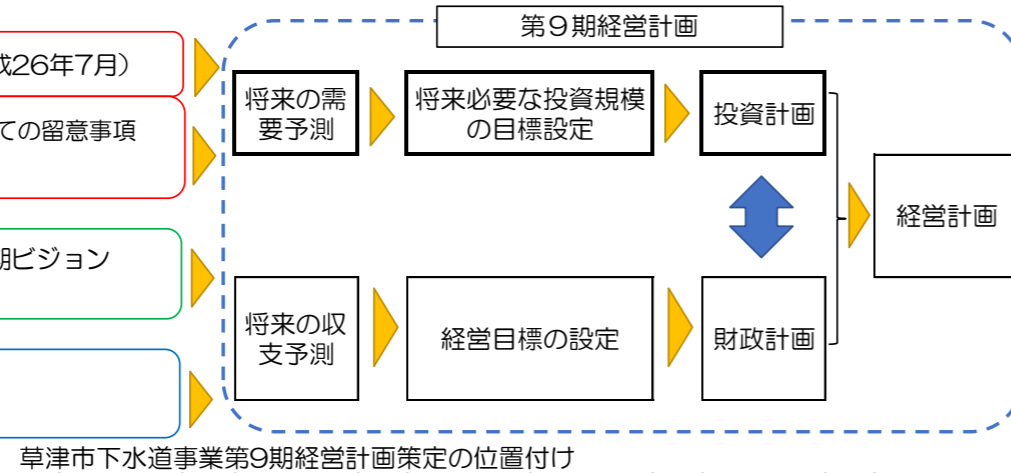 第９期経営計画
成26年7月）
ての留意事項
期ビジョン
将来の需
要予測
将来必要な投資規模
の目標設定
投資計画
経営計画
将来の収
支予測
経営目標の設定
財政計画
草津市下水道事業第9期経営計画策定の位置付け